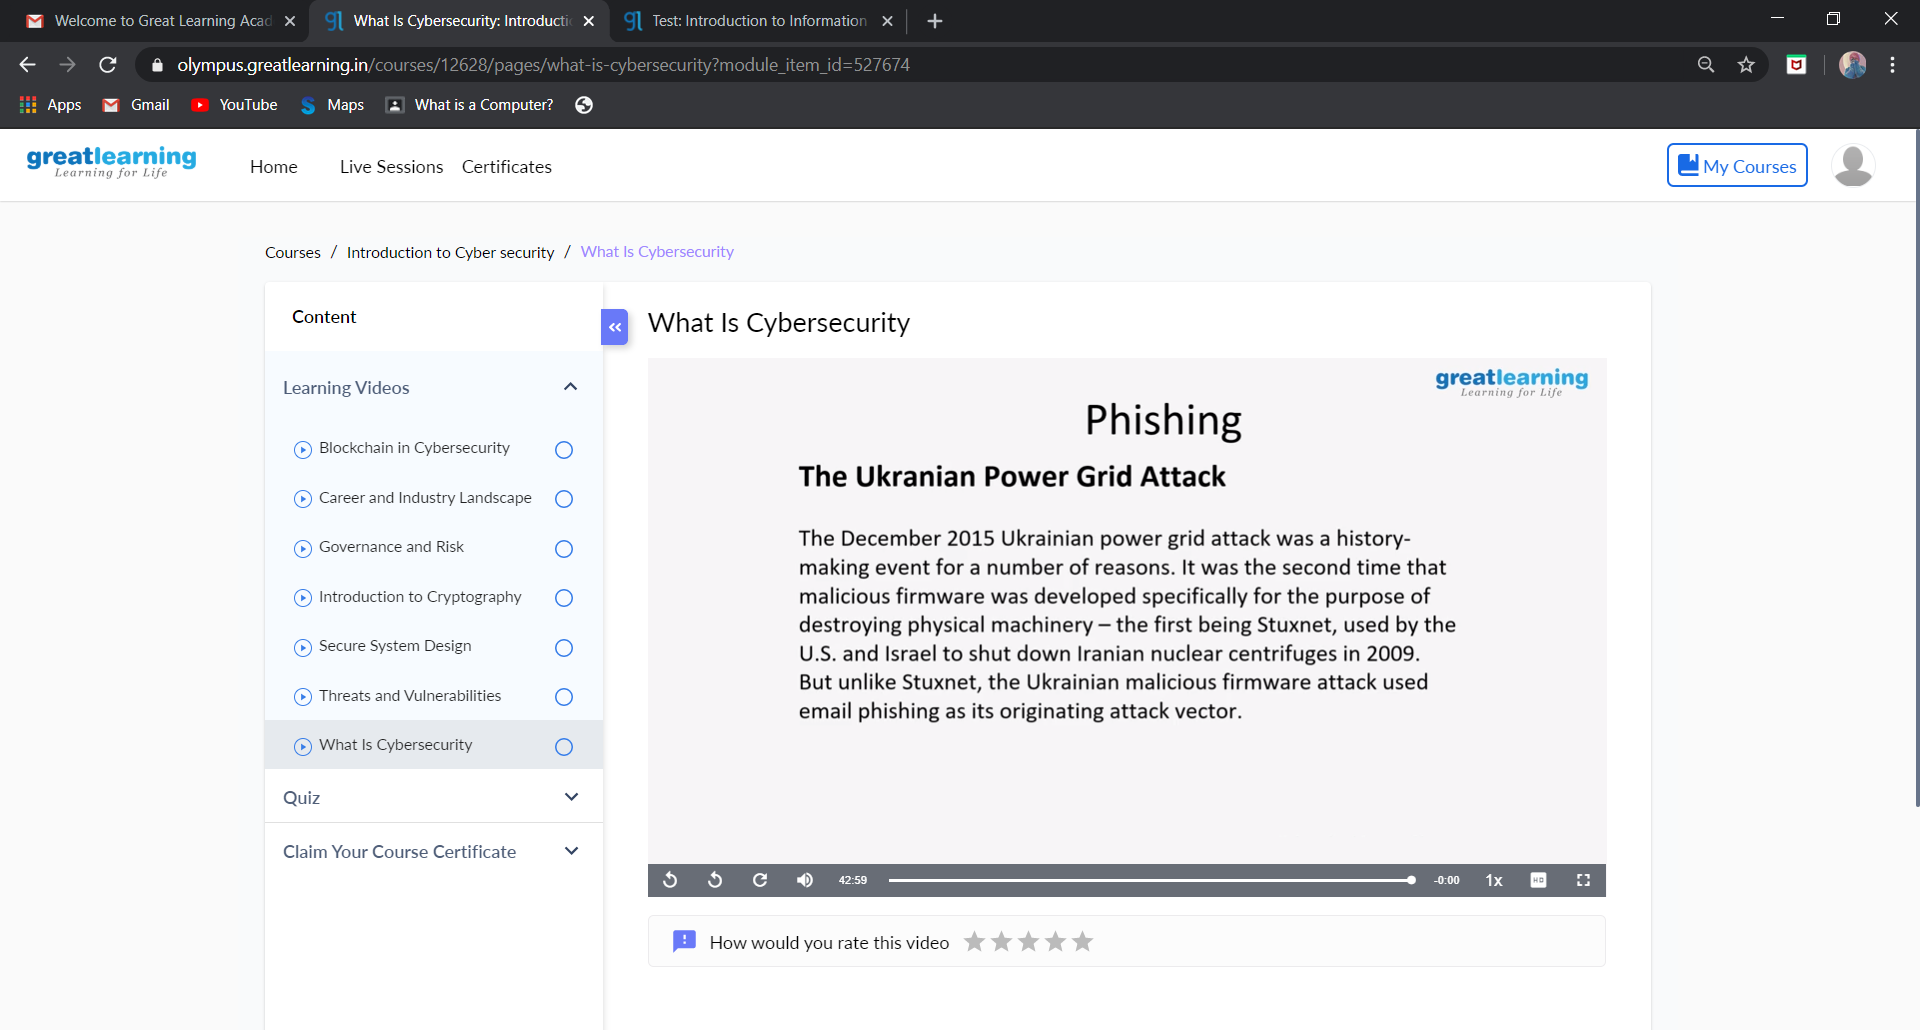 Welcome to Great Learning Acad
What Is Cybersecurity: Introducti
Test: Introduction to Information
olympus.greatlearning.in/courses/12628/pages/what-is-cybersecurity?module_item_id=527674
Apps Gmail YouTube Maps What is a Computer?
greatlearning
Learning for Life
Home Live Sessions Certificates
My Courses
Courses / Introduction to Cyber security / What Is Cybersecurity
Content
What Is Cybersecurity
Learning Videos
Blockchain in Cybersecurity
Career and Industry Landscape
Governance and Risk
Introduction to Cryptography
Secure System Design
Threats and Vulnerabilities
What Is Cybersecurity
Quiz
Claim Your Course Certificate
greatlearning
Learning for Life
Phishing
The Ukranian Power Grid Attack
The December 2015 Ukrainian power grid attack was a history-
making event for a number of reasons. It was the second time that
malicious firmware was developed specifically for the purpose of
destroying physical machinery – the first being Stuxnet, used by the
U.S. and Israel to shut down Iranian nuclear centrifuges in 2009.
But unlike Stuxnet, the Ukrainian malicious firmware attack used
email phishing as its originating attack vector.
42:59 -0:00 1x HD
How would you rate this video